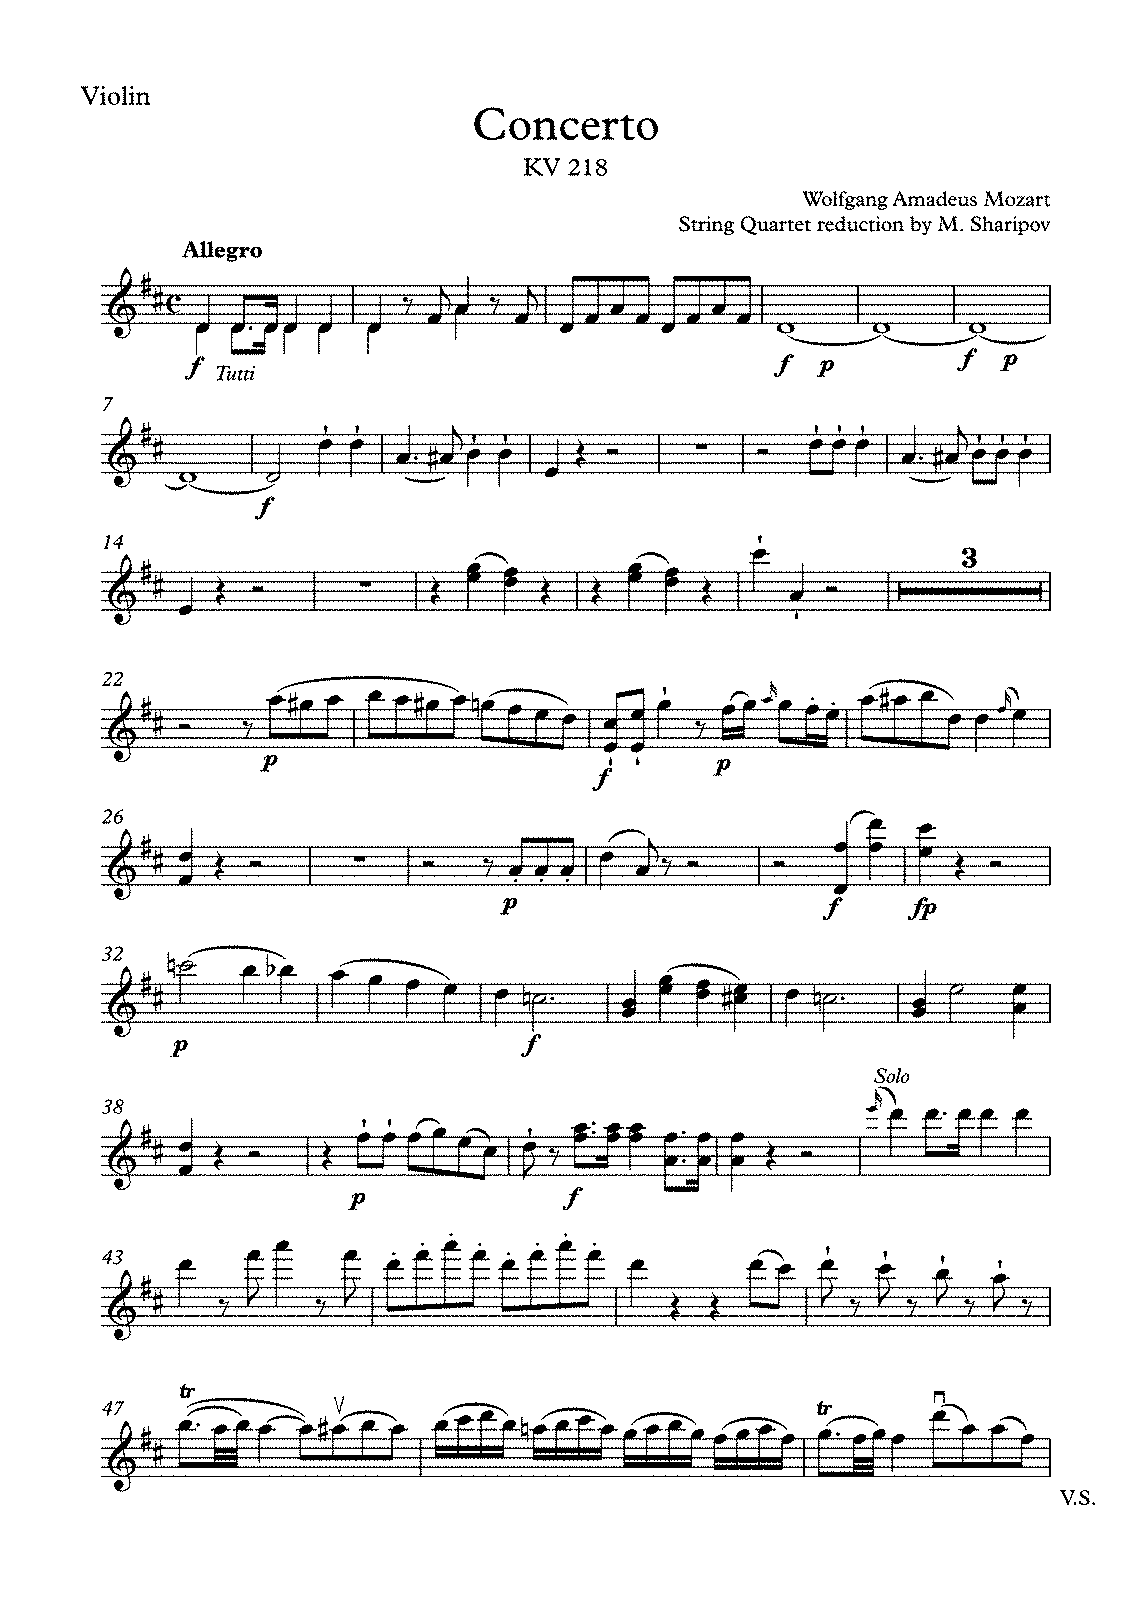 Violin
Concerto
KV 218
Wolfgang Amadeus Mozart
String Quartet reduction by M. Sharipov
Allegro
f Tutti f p f p
7
f
14
3
22
p f p
26
p f fp
32
p f
38
Solo
p f
43
47
tr tr
V.S.